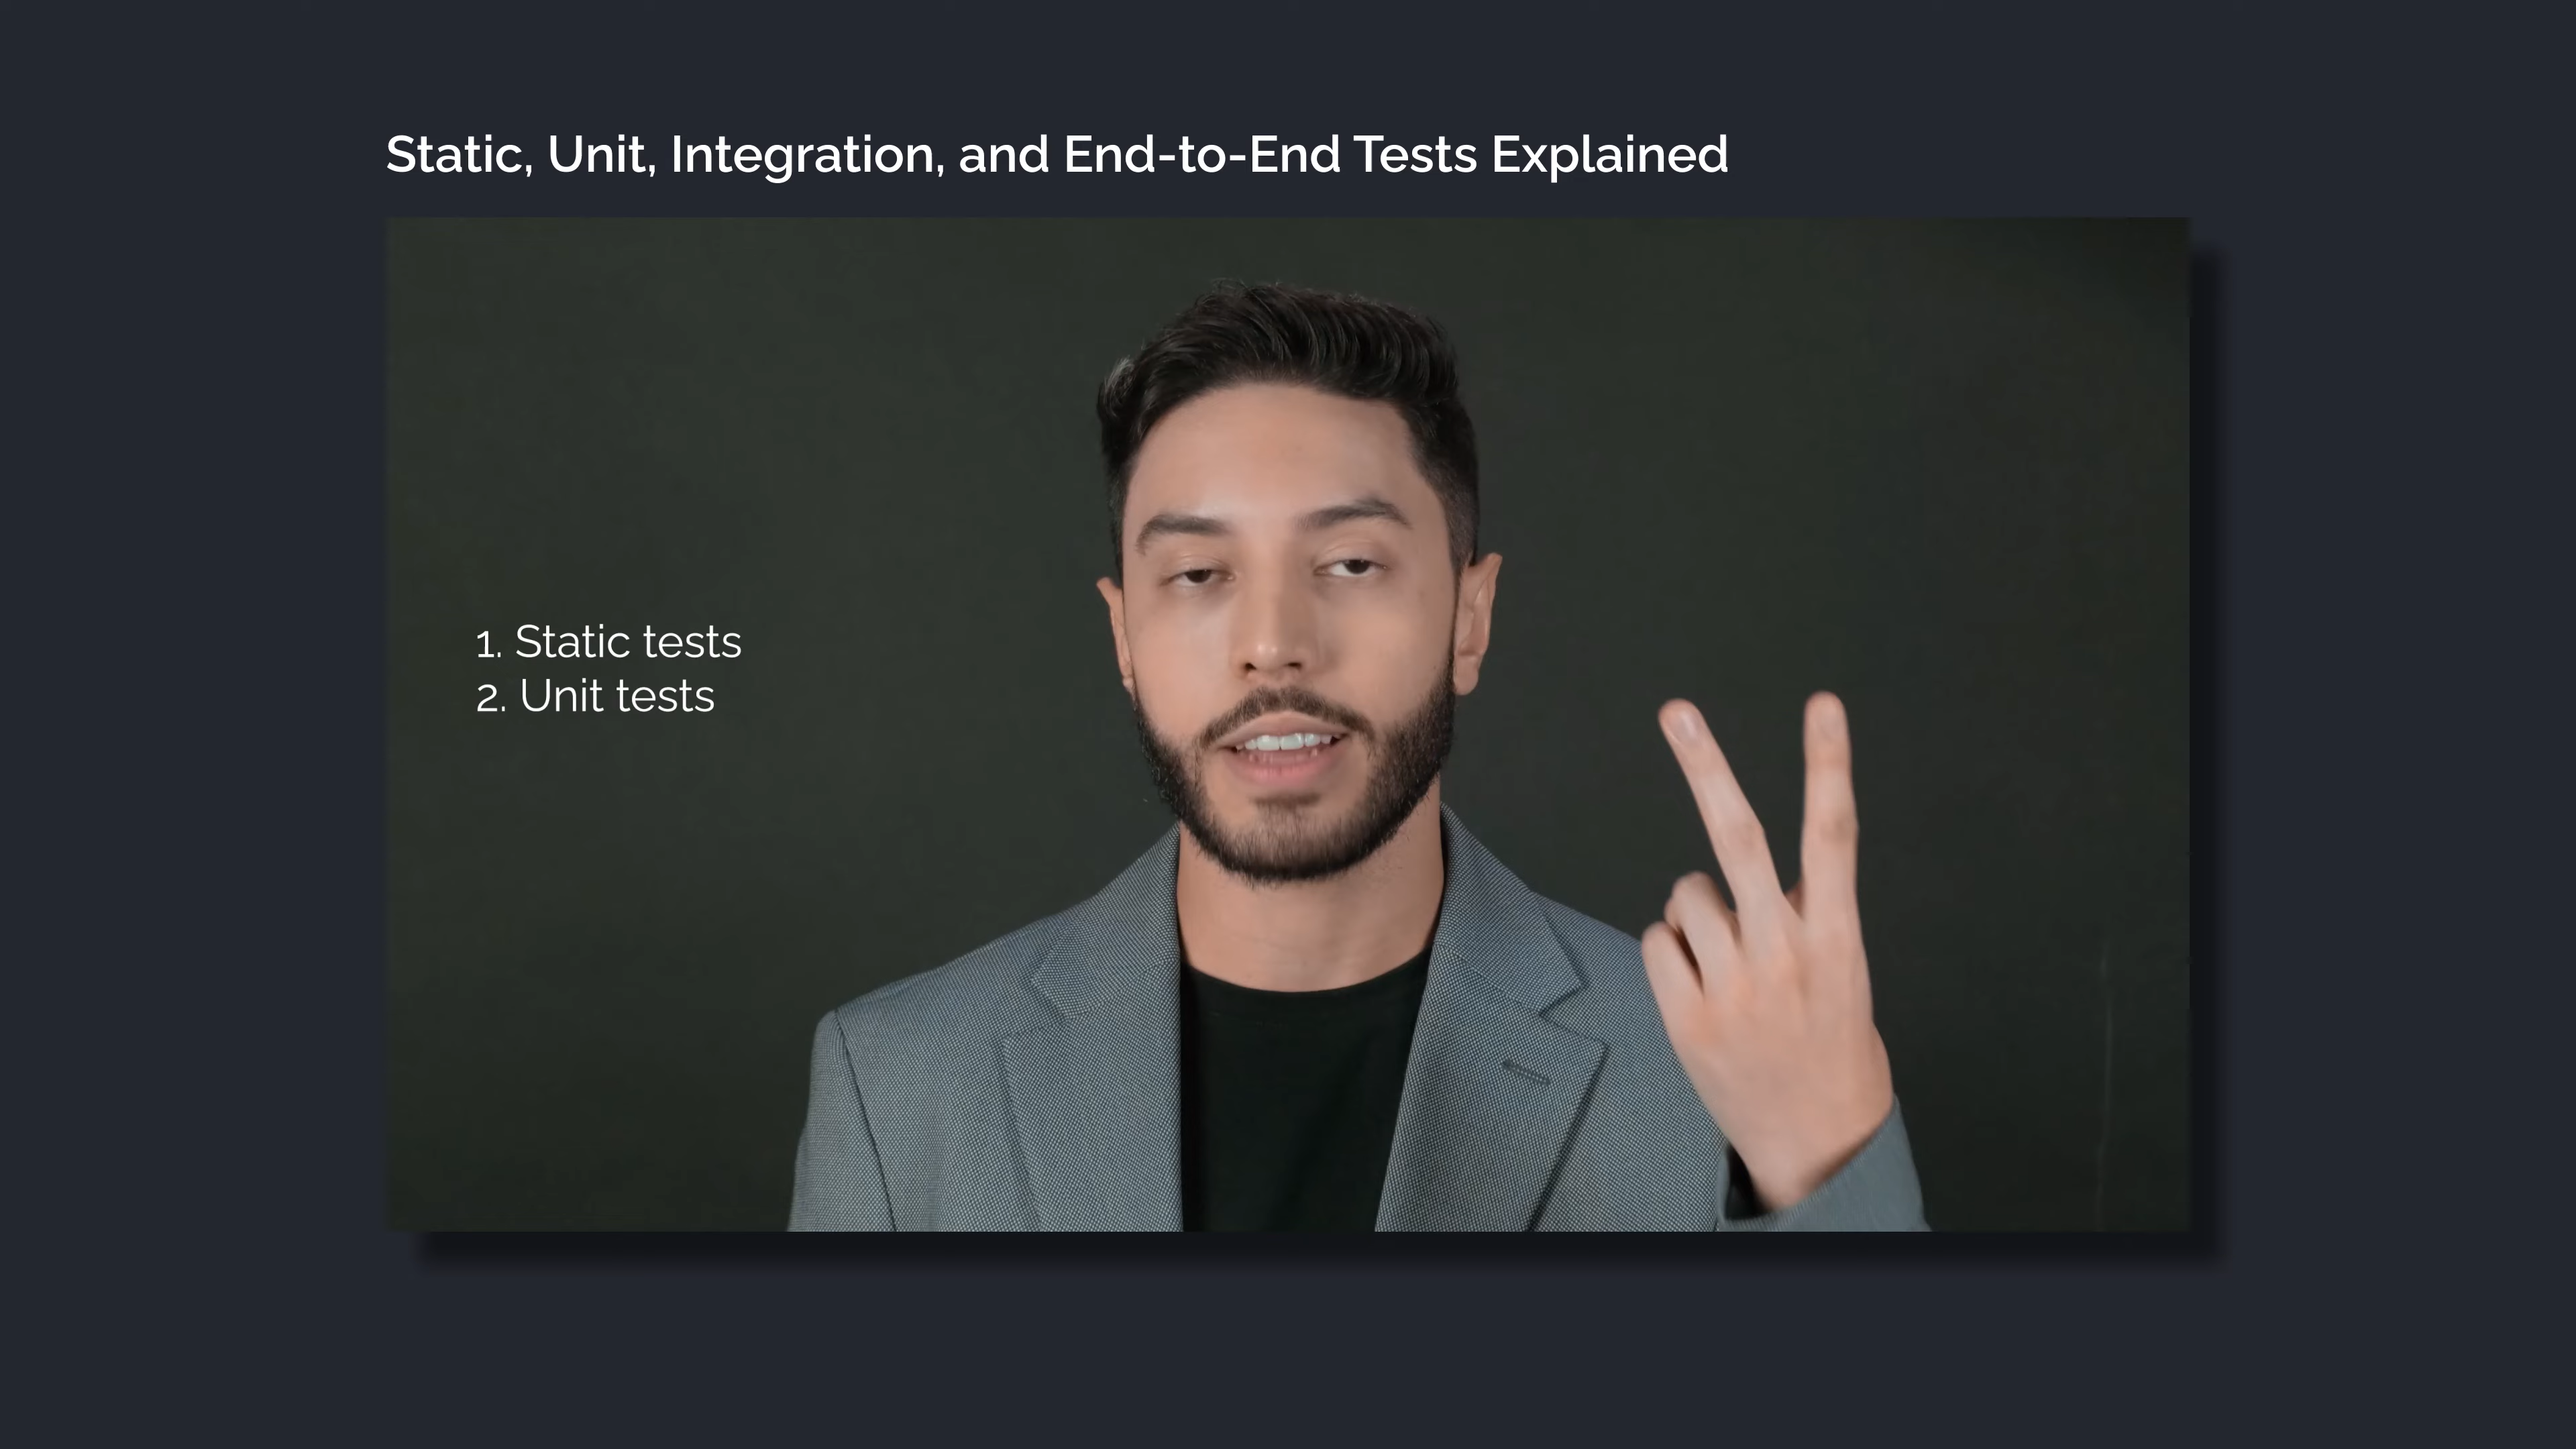 Static, Unit, Integration, and End-to-End Tests Explained
1. Static tests
2. Unit tests